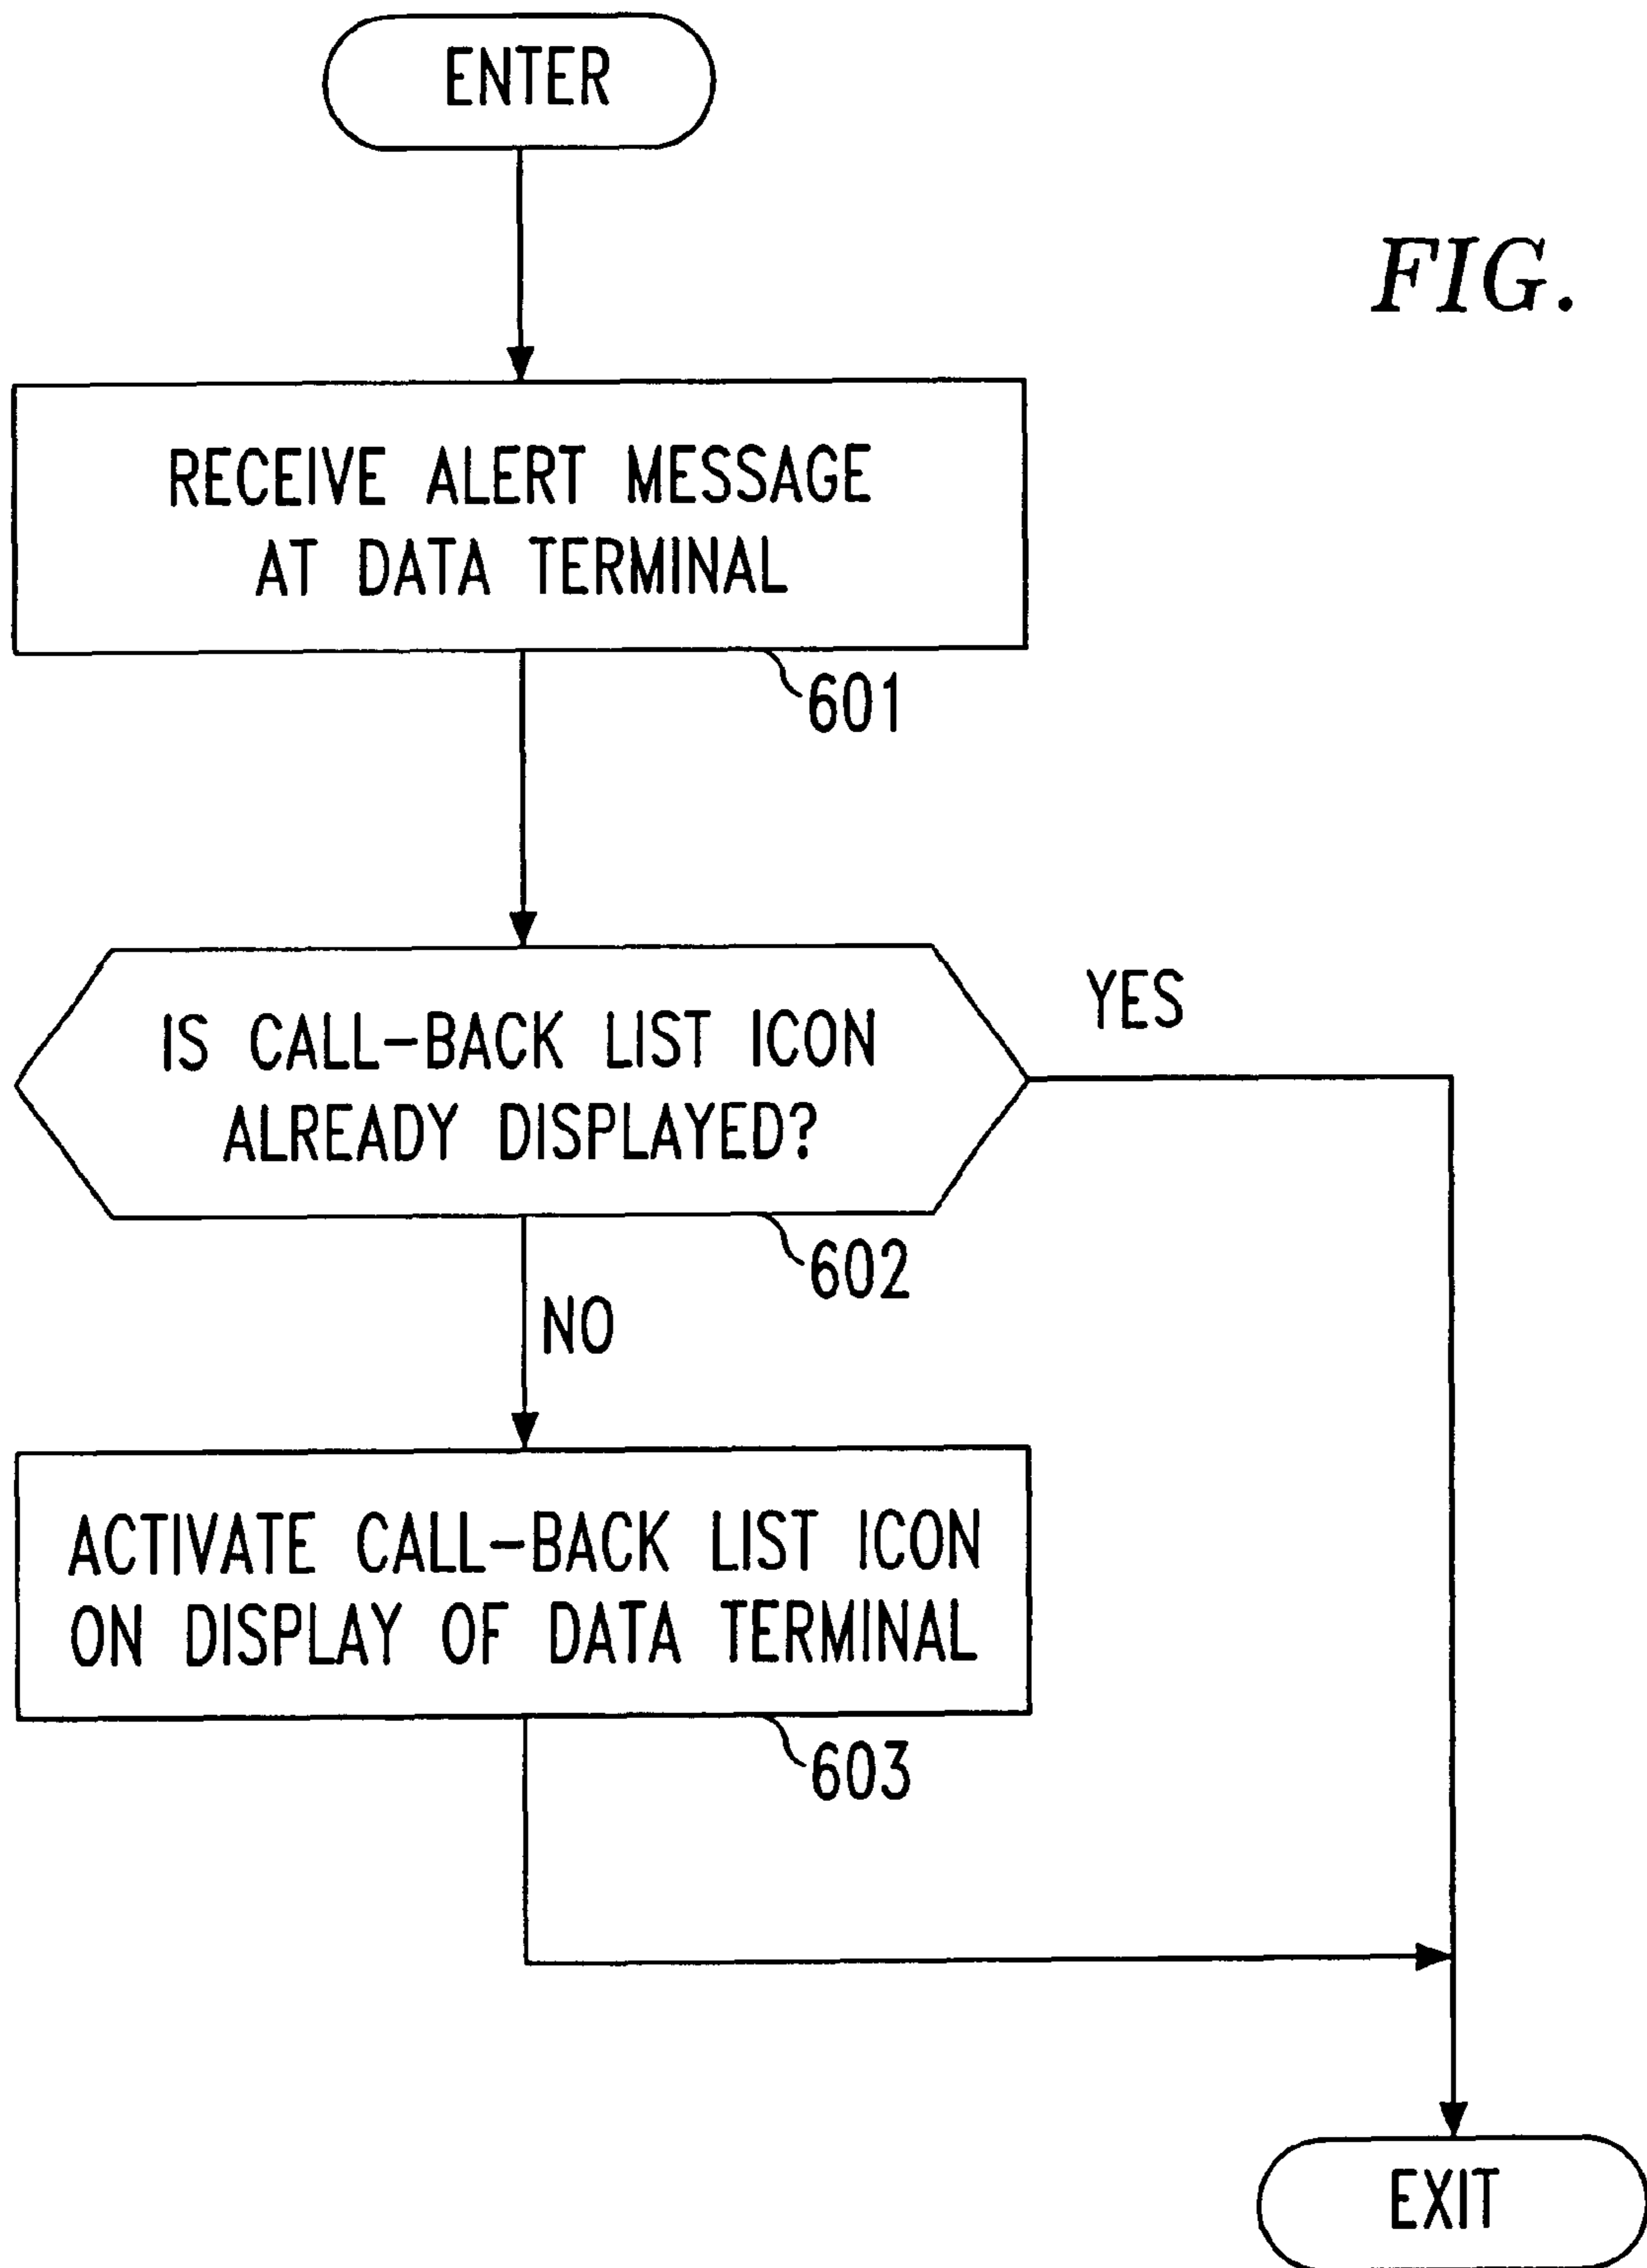 ENTER
FIG.
RECEIVE ALERT MESSAGE
AT DATA TERMINAL
601
IS CALL-BACK LIST ICON
ALREADY DISPLAYED?
YES
602
NO
ACTIVATE CALL-BACK LIST ICON
ON DISPLAY OF DATA TERMINAL
603
EXIT